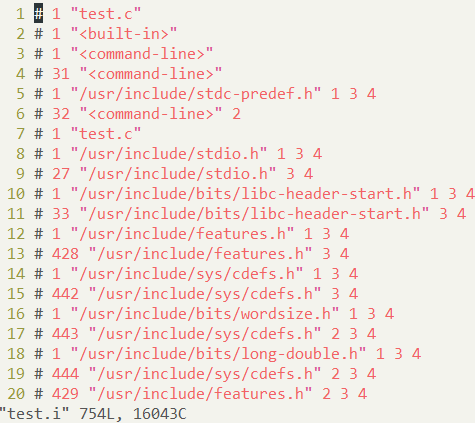 1 # 1 "test.c"
2 # 1 "<built-in>"
3 # 1 "<command-line>"
4 # 31 "<command-line>"
5 # 1 "/usr/include/stdc-predef.h" 1 3 4
6 # 32 "<command-line>" 2
7 # 1 "test.c"
8 # 1 "/usr/include/stdio.h" 1 3 4
9 # 27 "/usr/include/stdio.h" 3 4
10 # 1 "/usr/include/bits/libc-header-start.h" 1 3 4
11 # 33 "/usr/include/bits/libc-header-start.h" 3 4
12 # 1 "/usr/include/features.h" 1 3 4
13 # 428 "/usr/include/features.h" 3 4
14 # 1 "/usr/include/sys/cdefs.h" 1 3 4
15 # 442 "/usr/include/sys/cdefs.h" 3 4
16 # 1 "/usr/include/bits/wordsize.h" 1 3 4
17 # 443 "/usr/include/sys/cdefs.h" 2 3 4
18 # 1 "/usr/include/bits/long-double.h" 1 3 4
19 # 444 "/usr/include/sys/cdefs.h" 2 3 4
20 # 429 "/usr/include/features.h" 2 3 4
"test.i" 754L, 16043C